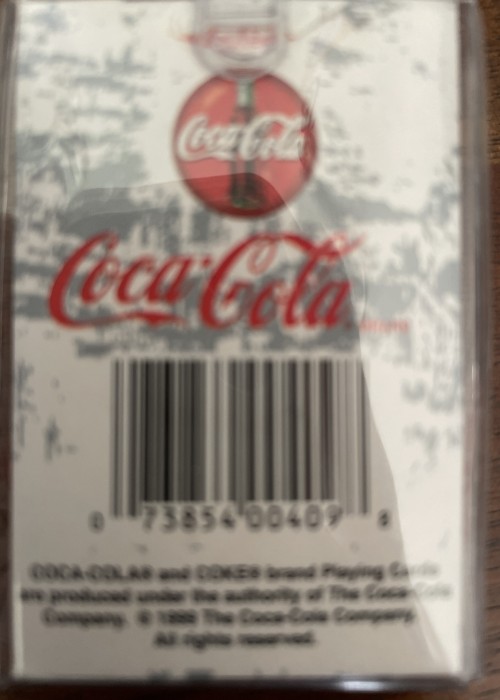 Coca-Cola
Coca-Cola
0 73854 00409 8
COCA-COLA® and COKE® brand Playing Cards
are produced under the authority of The Coca-Cola
Company. © The Coca-Cola Company.
All rights reserved.